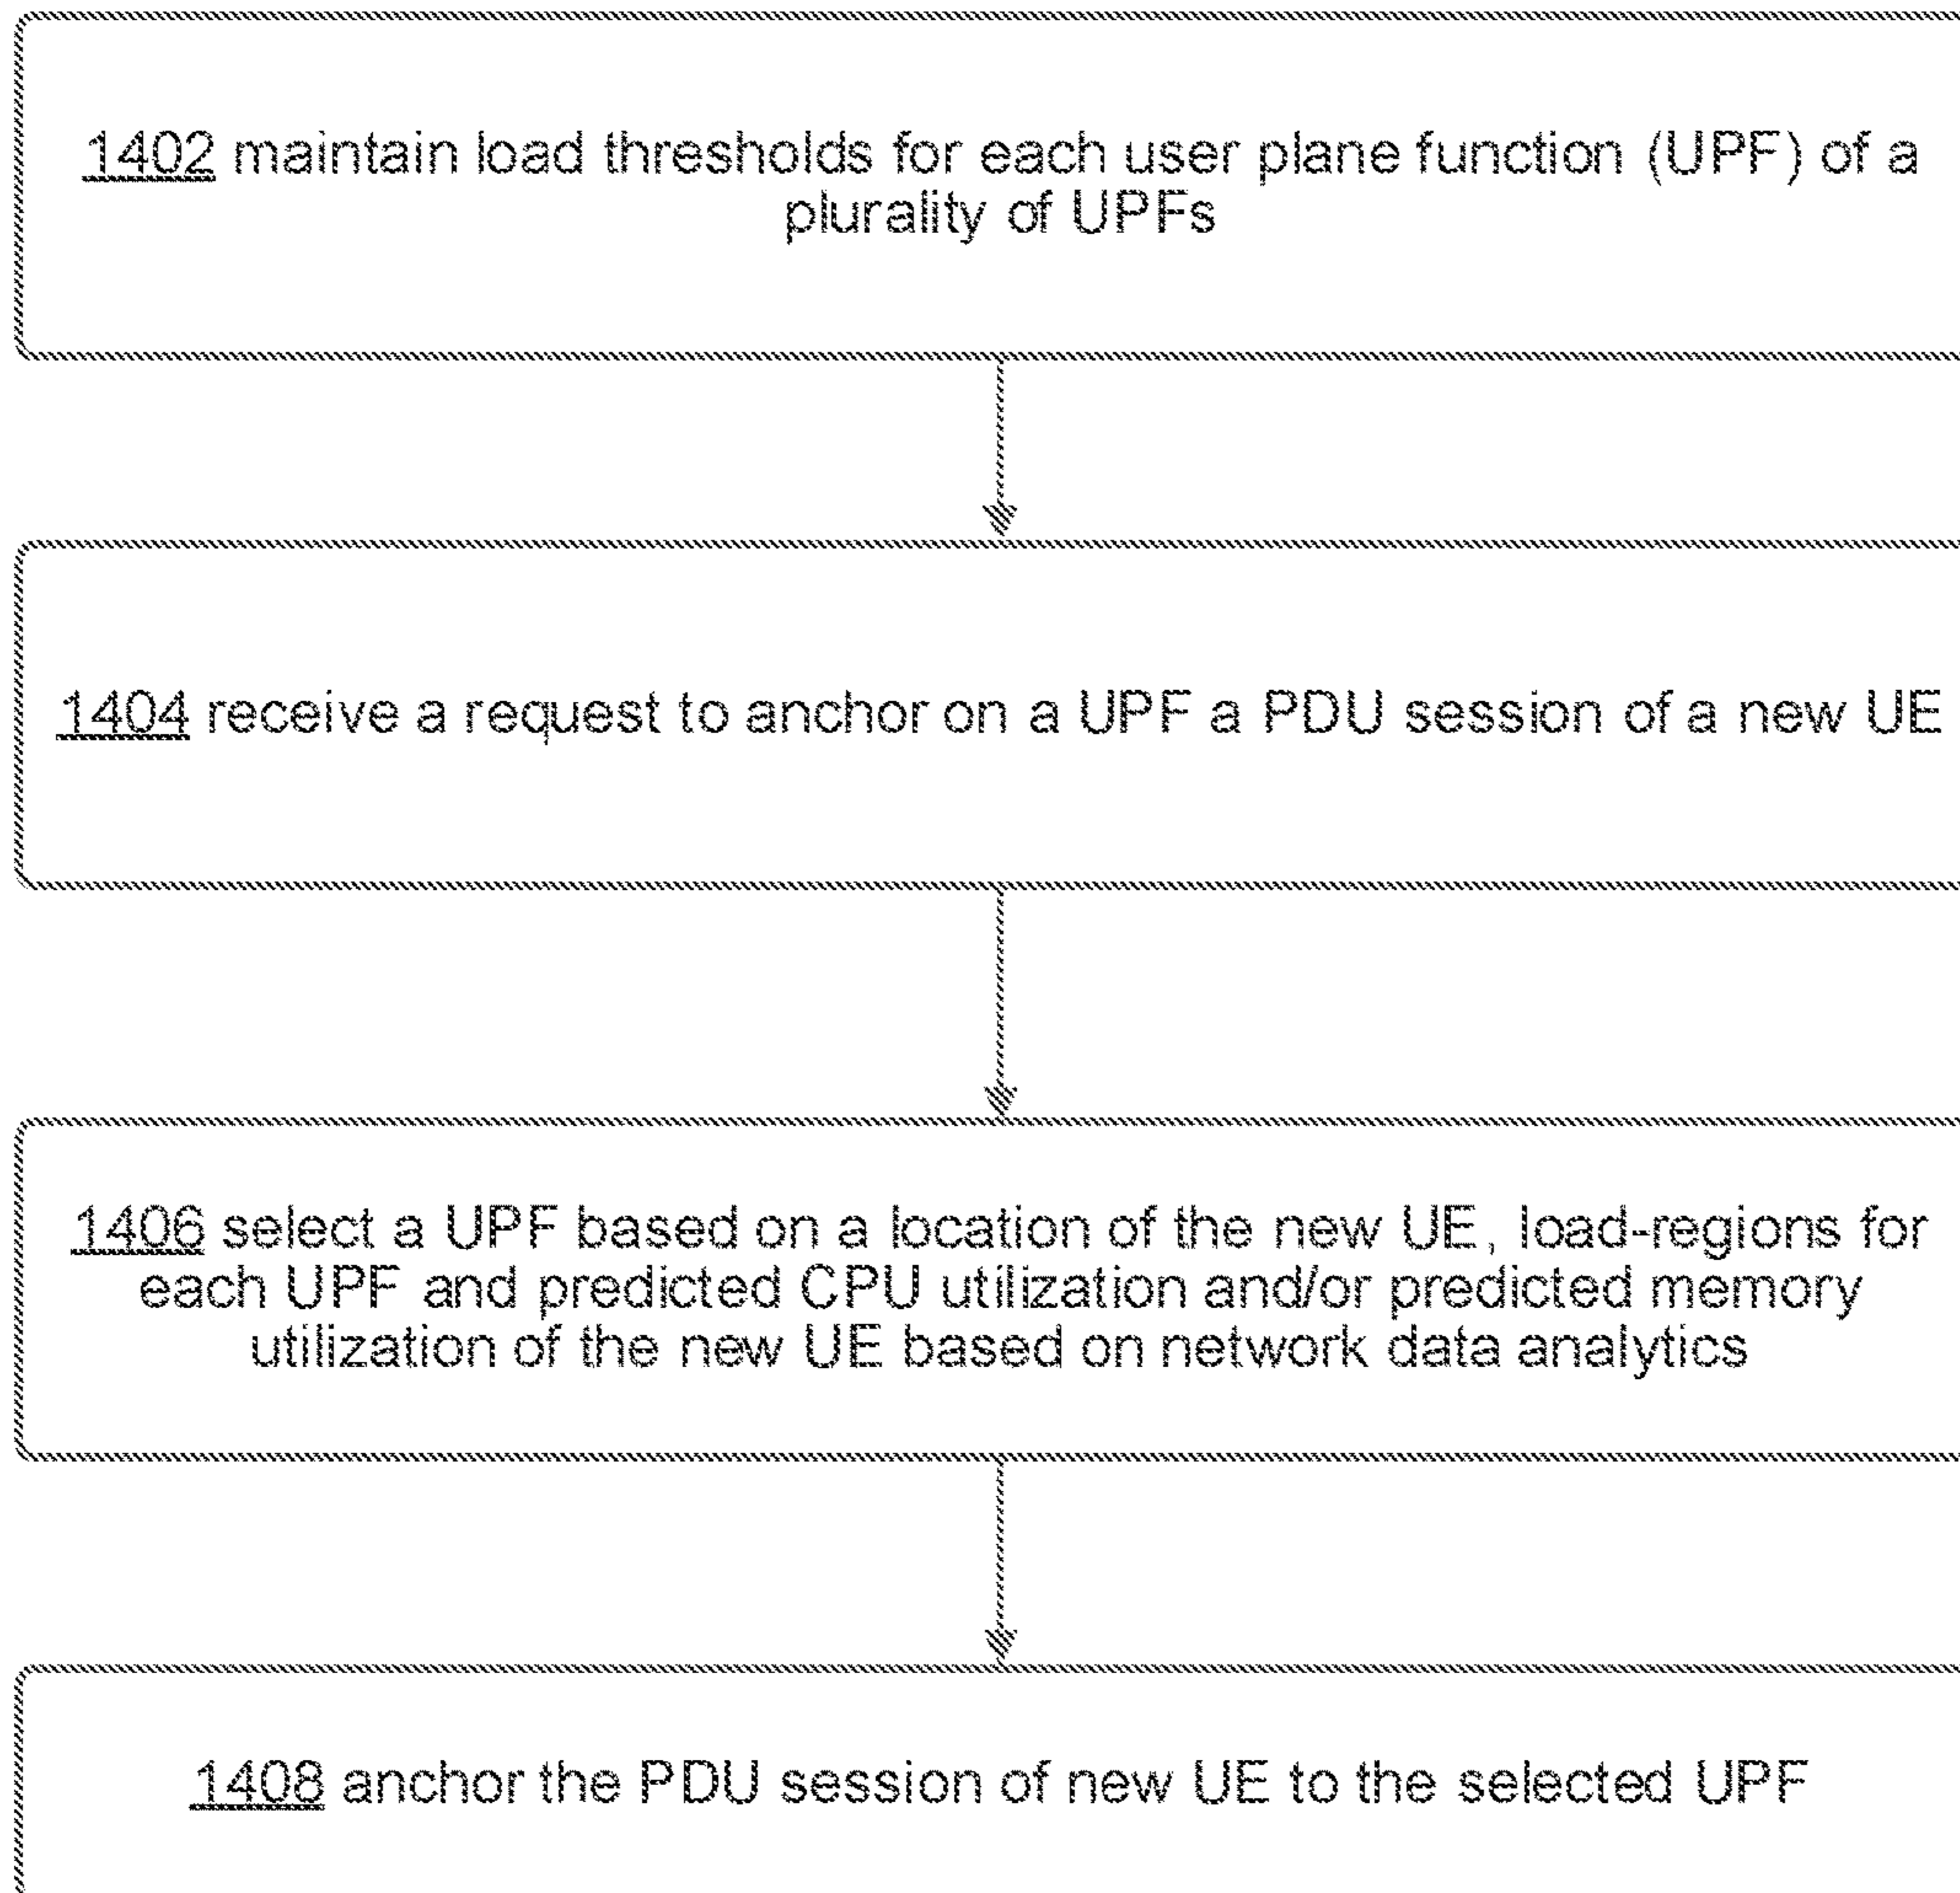 1402 maintain load thresholds for each user plane function (UPF) of a
plurality of UPFs
1404 receive a request to anchor on a UPF a PDU session of a new UE
1406 select a UPF based on a location of the new UE, load-regions for
each UPF and predicted CPU utilization and/or predicted memory
utilization of the new UE based on network data analytics
1408 anchor the PDU session of new UE to the selected UPF